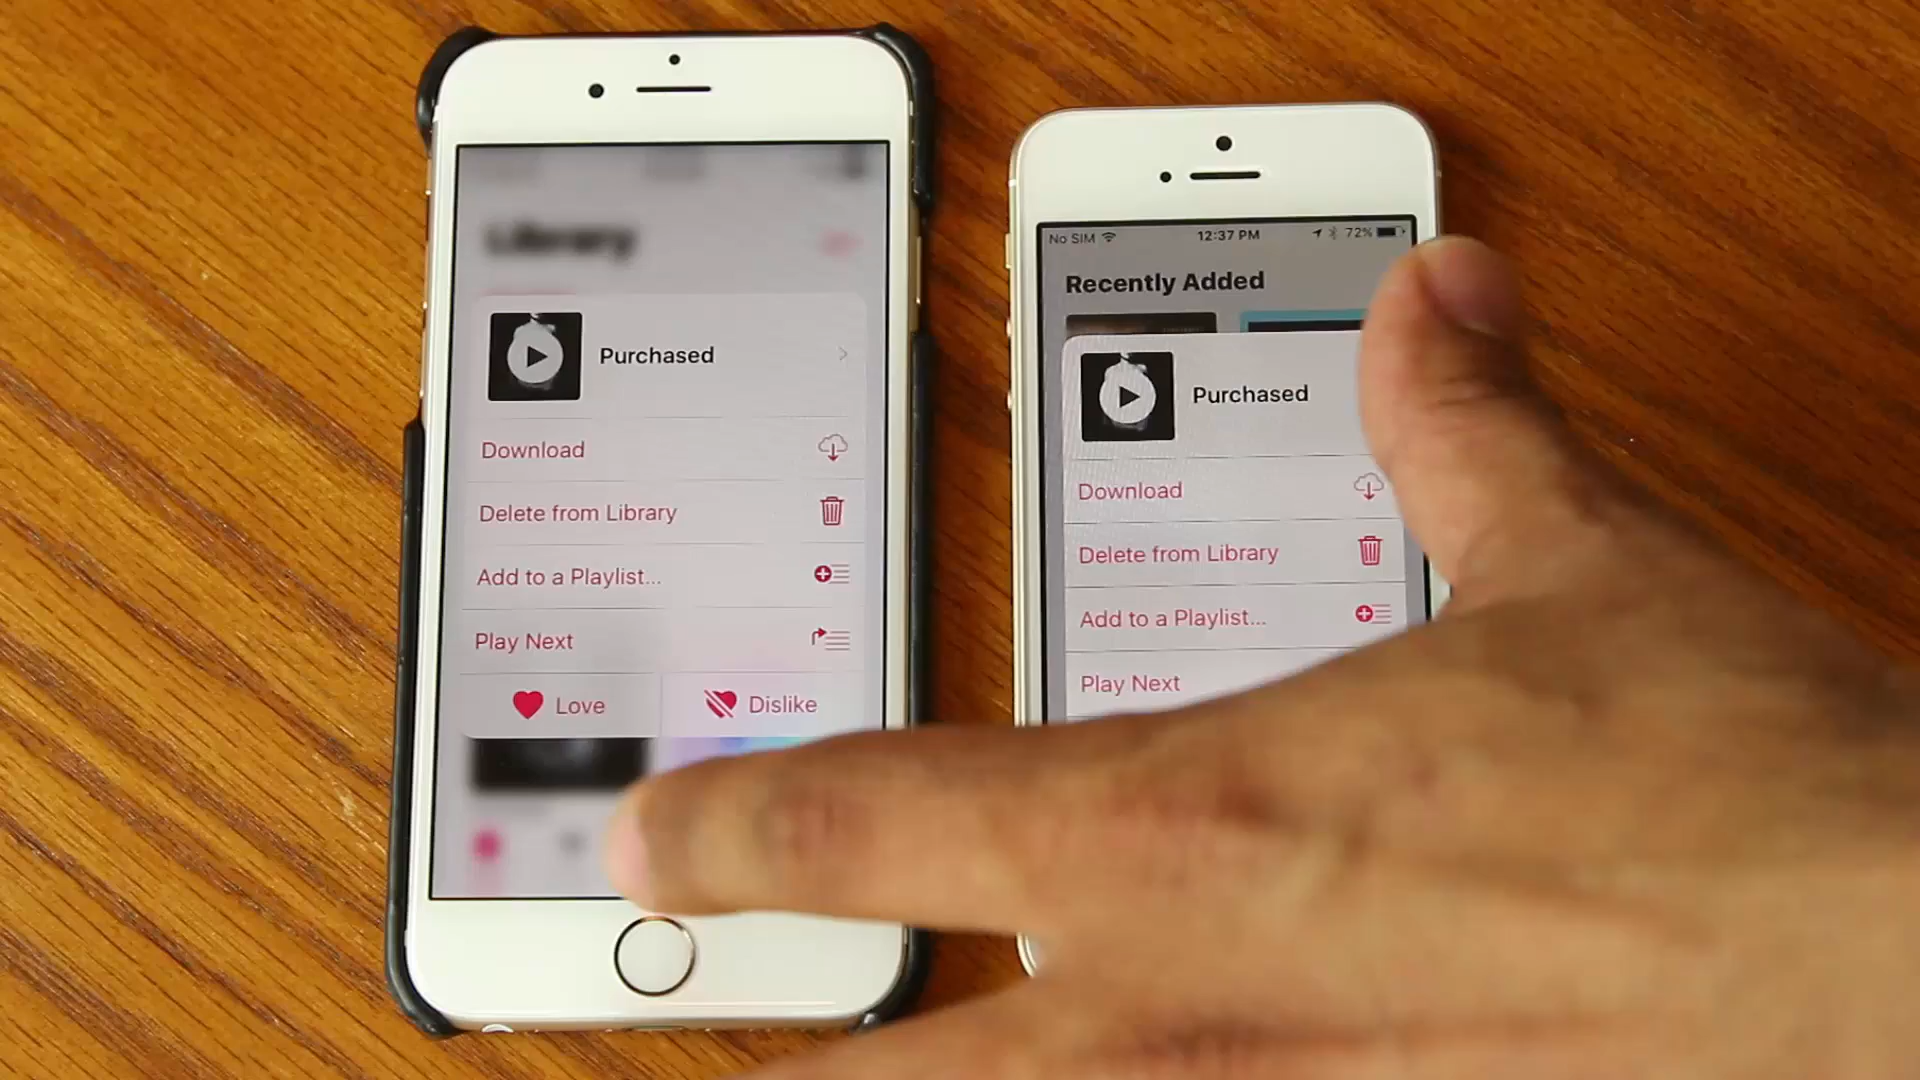 Library
Purchased
Download
Delete from Library
Add to a Playlist...
Play Next
Love
Dislike
No SIM
12:37 PM
72%
Recently Added
Purchased
Download
Delete from Library
Add to a Playlist...
Play Next